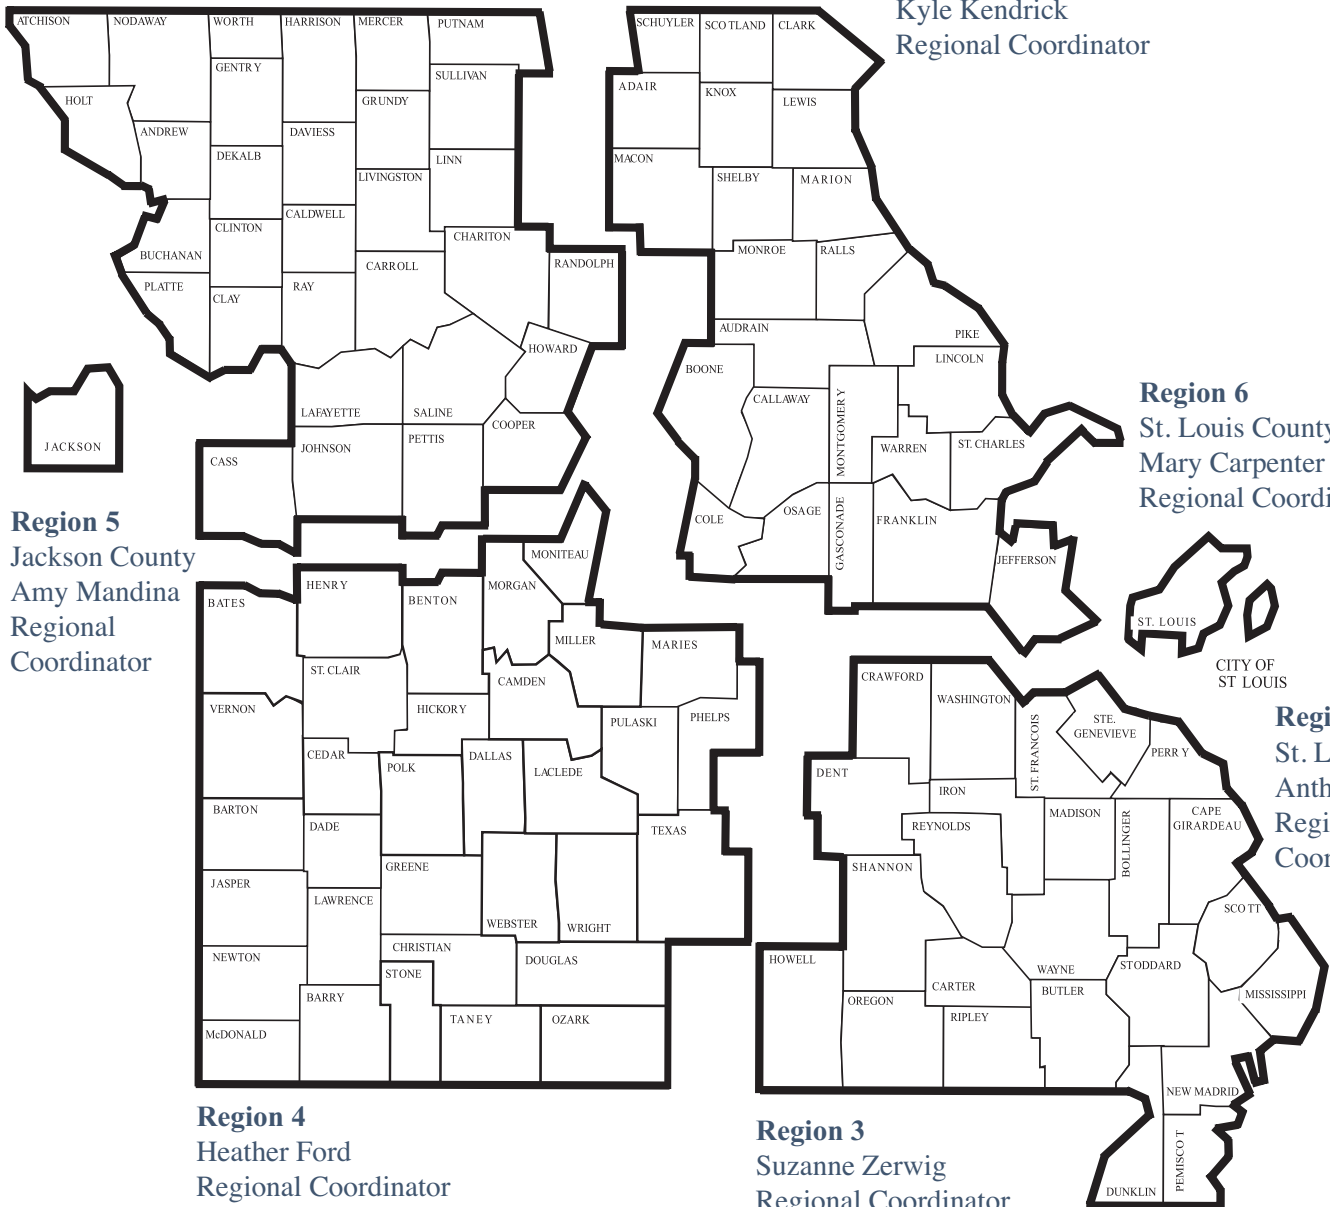 Kyle Kendrick
Regional Coordinator
ATCHISON
NODAWAY
WORTH
HARRISON
MERCER
PUTNAM
GENTRY
SULLIVAN
HOLT
GRUNDY
ANDREW
DAVIESS
DEKALB
LINN
LIVINGSTON
CALDWELL
CLINTON
CHARITON
BUCHANAN
CARROLL
RANDOLPH
PLATTE
CLAY
RAY
HOWARD
LAFAYETTE
SALINE
COOPER
JOHNSON
PETTIS
CASS
SCHUYLER
SCOTLAND
CLARK
ADAIR
KNOX
LEWIS
MACON
SHELBY
MARION
MONROE
RALLS
AUDRAIN
PIKE
LINCOLN
BOONE
CALLAWAY
MONTGOMERY
WARREN
ST. CHARLES
COLE
OSAGE
GASCONADE
FRANKLIN
JEFFERSON
JACKSON
Region 5
Jackson County
Amy Mandina
Regional
Coordinator
Region 6
St. Louis County
Mary Carpenter
Regional Coordi
ST. LOUIS
CITY OF
ST LOUIS
Regi
St. L
Anth
Regi
Coor
BATES
HENRY
BENTON
MORGAN
MONITEAU
MILLER
MARIES
ST. CLAIR
CAMDEN
VERNON
HICKORY
PULASKI
PHELPS
CEDAR
POLK
DALLAS
LACLEDE
BARTON
DADE
TEXAS
GREENE
JASPER
LAWRENCE
WEBSTER
WRIGHT
NEWTON
CHRISTIAN
STONE
DOUGLAS
BARRY
McDONALD
TANEY
OZARK
Region 4
Heather Ford
Regional Coordinator
CRAWFORD
WASHINGTON
ST. FRANCOIS
STE.
GENEVIEVE
PERRY
DENT
IRON
REYNOLDS
MADISON
BOLLINGER
CAPE
GIRARDEAU
SHANNON
SCOTT
HOWELL
WAYNE
STODDARD
OREGON
CARTER
BUTLER
MISSISSIPPI
RIPLEY
NEW MADRID
PEMISCOT
DUNKLIN
Region 3
Suzanne Zerwig
Regional Coordinator